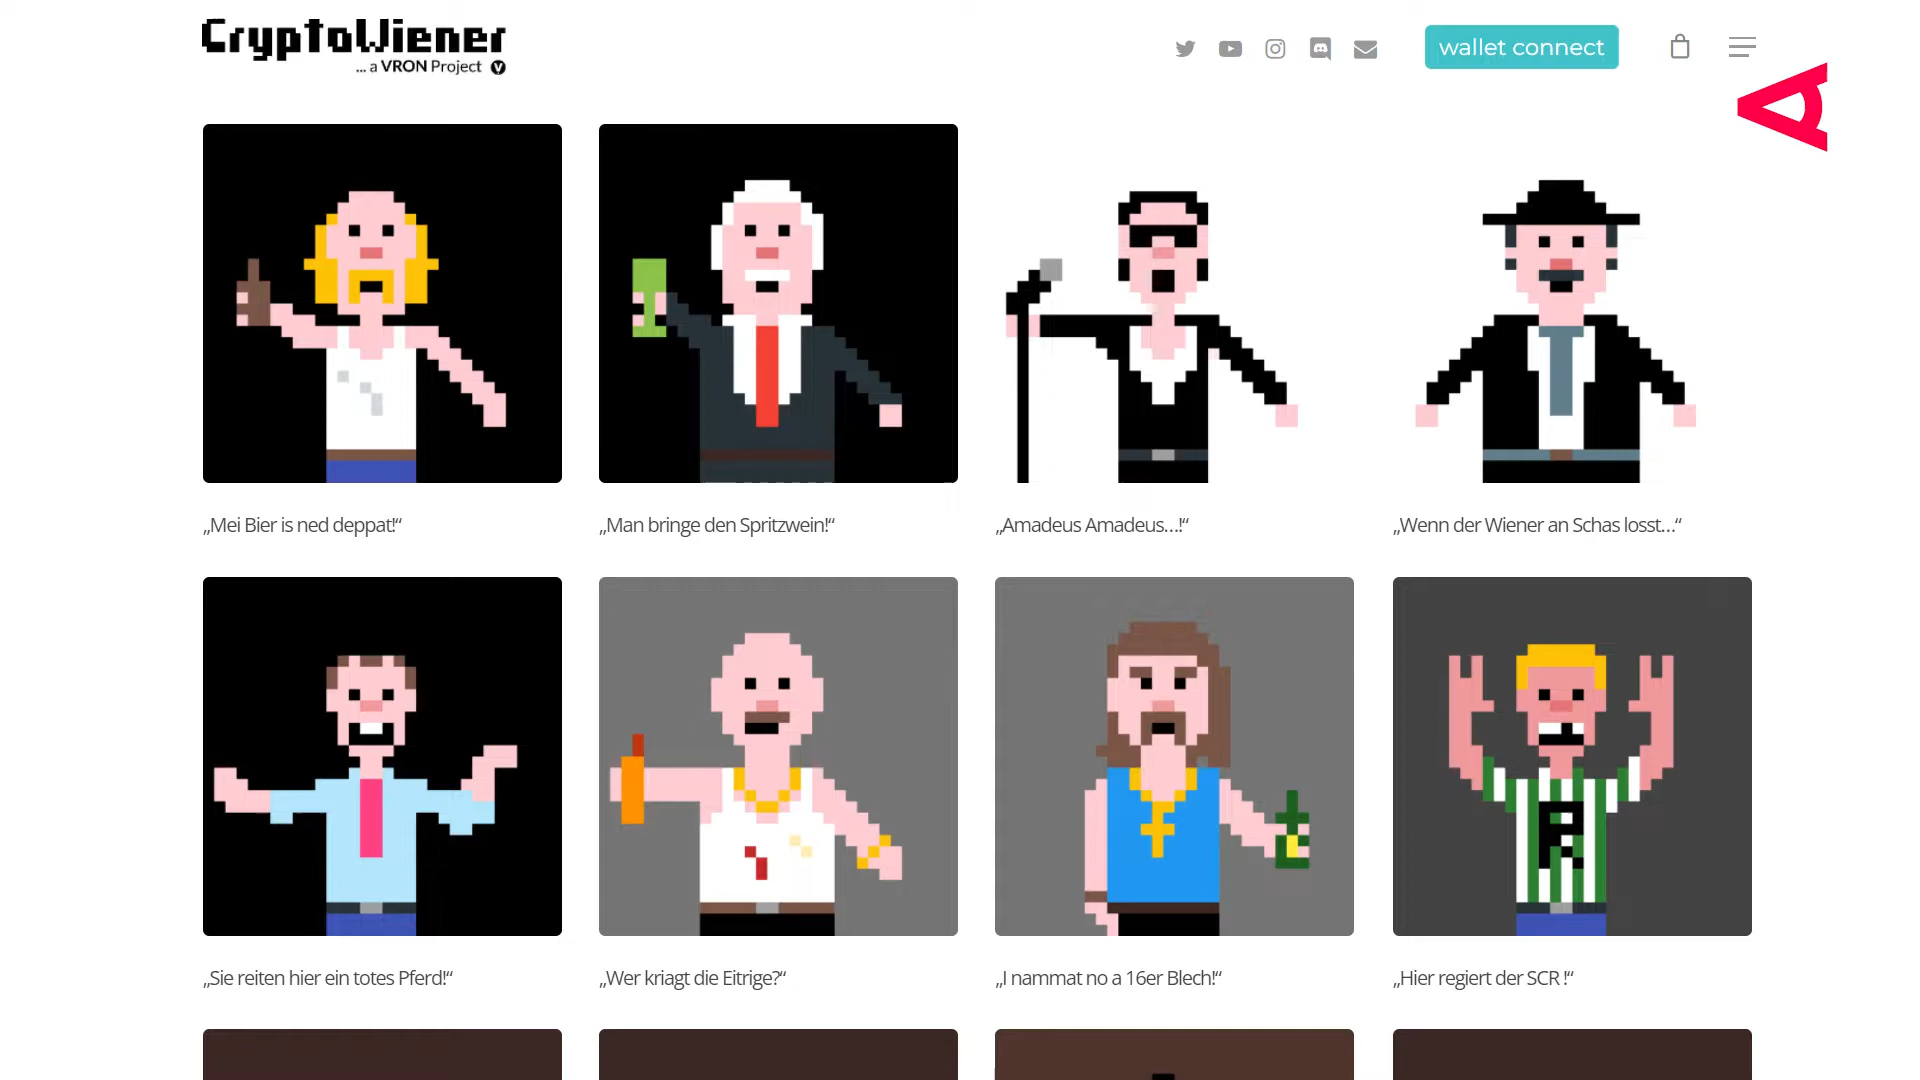 CryptoWiener
... a VRON Project V
wallet connect
„Mei Bier is ned deppat!“
„Man bringe den Spritzwein!“
„Amadeus Amadeus…!“
„Wenn der Wiener an Schas losst…“
„Sie reiten hier ein totes Pferd!“
„Wer kriagt die Eitrige?“
„I nammat no a 16er Blech!“
„Hier regiert der SCR !“